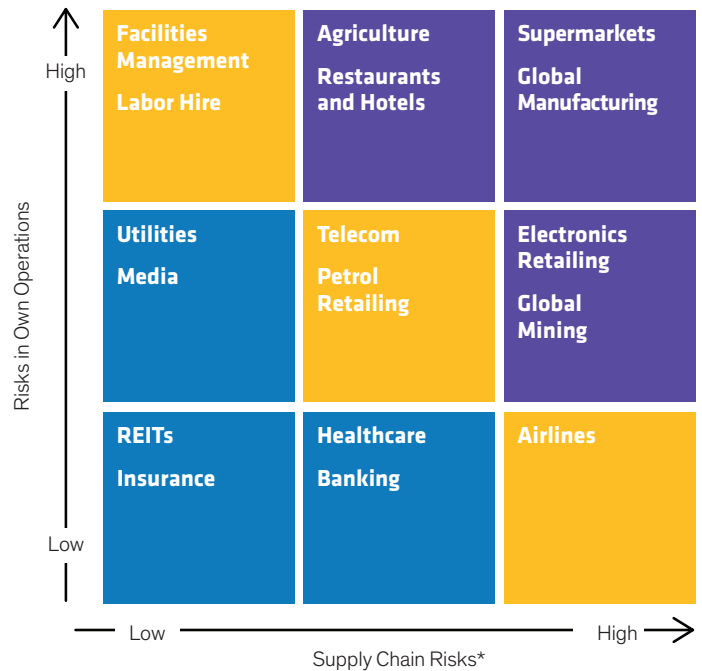 High
Risks in Own Operations
Low
Facilities
Management
Labor Hire
Agriculture
Restaurants
and Hotels
Supermarkets
Global
Manufacturing
Utilities
Media
Telecom
Petrol
Retailing
Electronics
Retailing
Global
Mining
REITs
Insurance
Healthcare
Banking
Airlines
Low
High
Supply Chain Risks*